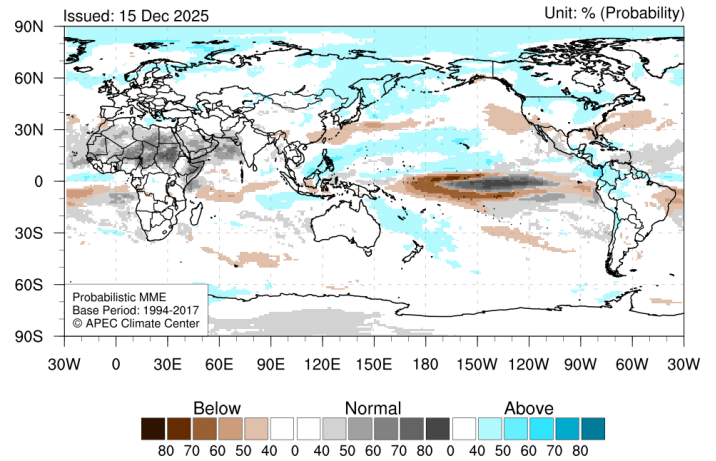 Issued: 15 Dec 2025 Unit: % (Probability)
90N
60N
30N
0
30S
60S
90S
Probabilistic MME
Base Period: 1994-2017
© APEC Climate Center
30W 0 30E 60E 90E 120E 150E 180 150W 120W 90W 60W 30W
Below Normal Above
80 70 60 50 40 0 40 50 60 70 80 0 40 50 60 70 80